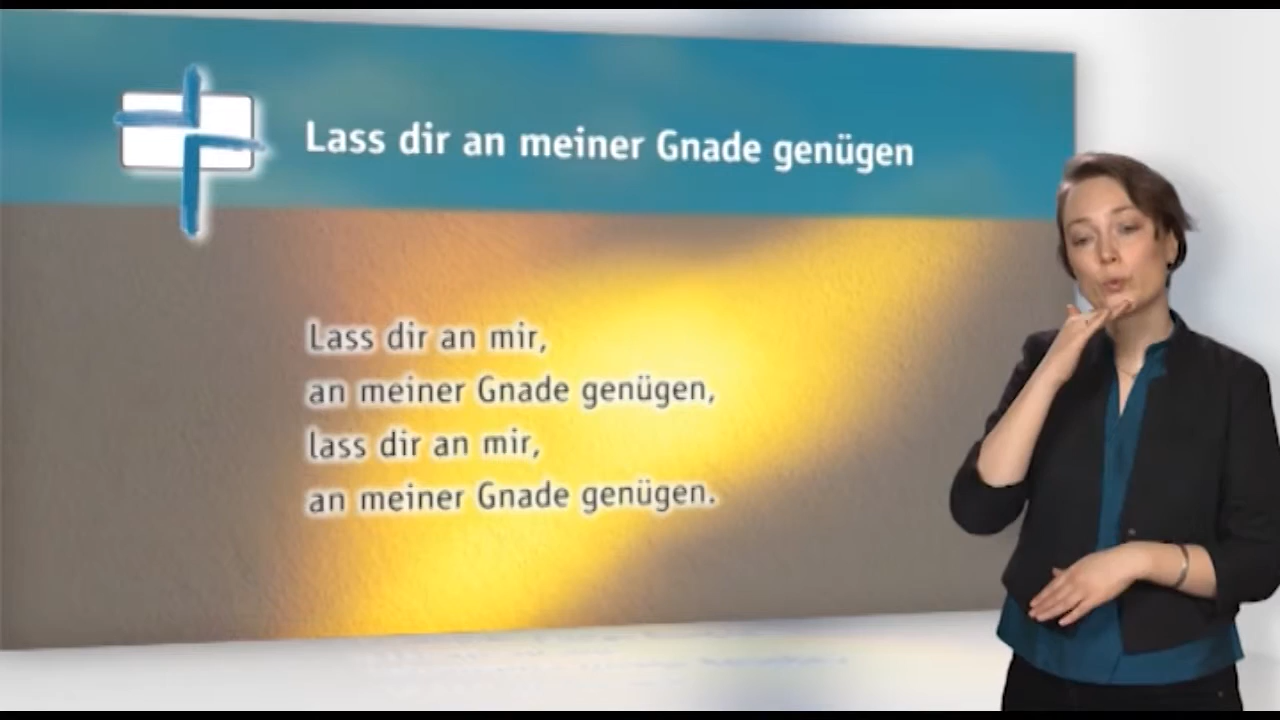 Lass dir an meiner Gnade genügen
Lass dir an mir,
an meiner Gnade genügen,
lass dir an mir,
an meiner Gnade genügen.